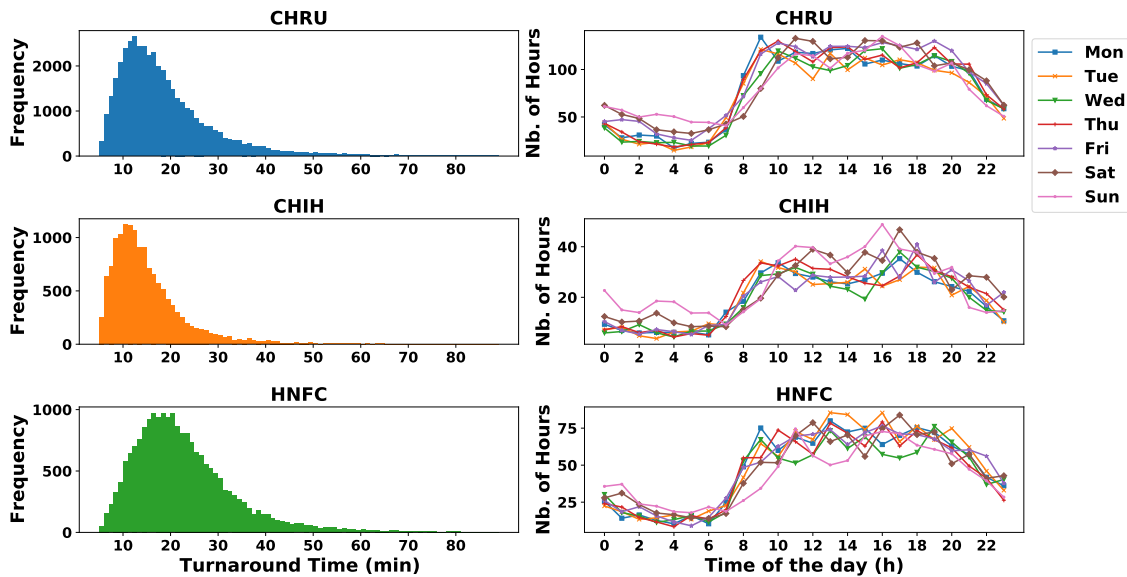 CHRU
Frequency
2000
1000
0
10 20 30 40 50 60 70 80
CHRU
Nb. of Hours
100
50
0 2 4 6 8 10 12 14 16 18 20 22
Mon
Tue
Wed
Thu
Fri
Sat
Sun
CHIH
Frequency
1000
500
0
10 20 30 40 50 60 70 80
CHIH
Nb. of Hours
40
20
0 2 4 6 8 10 12 14 16 18 20 22
HNFC
Frequency
1000
500
0
10 20 30 40 50 60 70 80
Turnaround Time (min)
HNFC
Nb. of Hours
75
50
25
0 2 4 6 8 10 12 14 16 18 20 22
Time of the day (h)